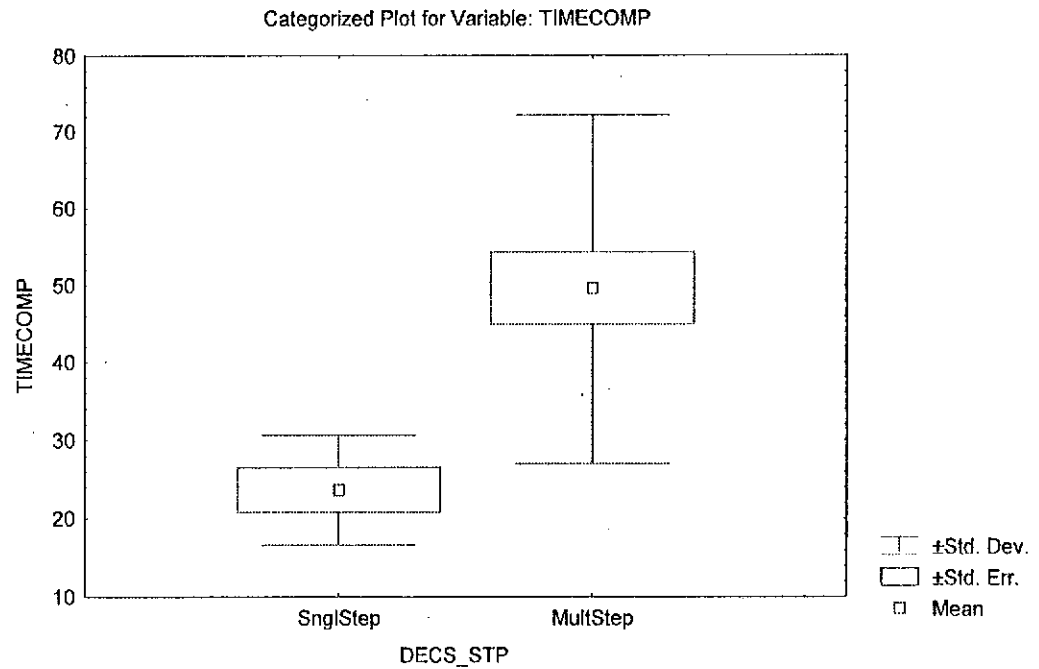 Categorized Plot for Variable: TIMECOMP
80
70
60
50
40
30
20
10
TIMECOMP
SnglStep
MultStep
DECS_STP
±Std. Dev.
±Std. Err.
Mean